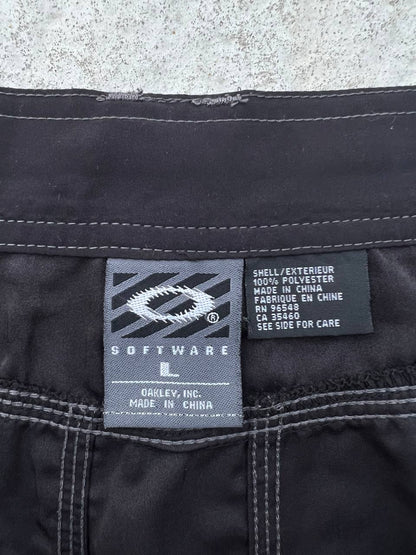 ®
SOFTWARE
L
OAKLEY, INC.
MADE IN CHINA
SHELL/EXTERIEUR
100% POLYESTER
MADE IN CHINA
FABRIQUE EN CHINE
RN 96548
CA 35460
SEE SIDE FOR CARE